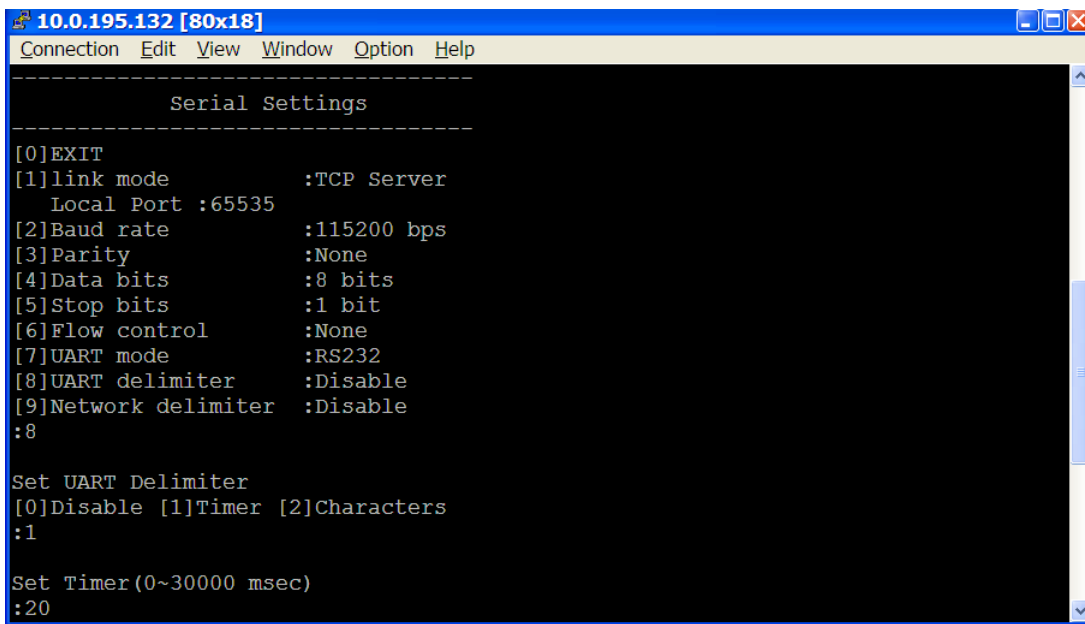 10.0.195.132 [80x18]
Connection Edit View Window Option Help
-----------------------------------
Serial Settings
-----------------------------------
[0]EXIT
[1]link mode :TCP Server
Local Port :65535
[2]Baud rate :115200 bps
[3]Parity :None
[4]Data bits :8 bits
[5]Stop bits :1 bit
[6]Flow control :None
[7]UART mode :RS232
[8]UART delimiter :Disable
[9]Network delimiter :Disable
:8
Set UART Delimiter
[0]Disable [1]Timer [2]Characters
:1
Set Timer(0~30000 msec)
:20